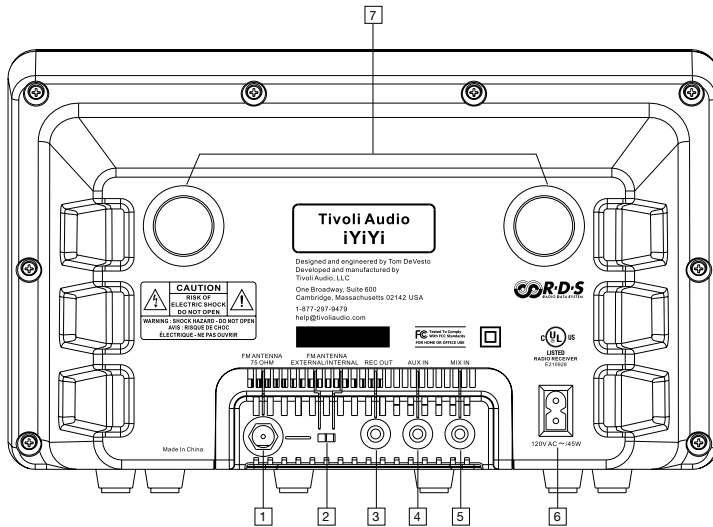 7
Tivoli Audio
iYiYi
Designed and engineered by Tom DeVesto
Developed and manufactured by
Tivoli Audio, LLC
One Broadway, Suite 600
Cambridge, Massachusetts 02142 USA
1-877-297-9479
help@tivoliaudio.com
CAUTION
RISK OF
ELECTRIC SHOCK
DO NOT OPEN
WARNING : SHOCK HAZARD - DO NOT OPEN
AVIS : RISQUE DE CHOC
ÉLECTRIQUE - NE PAS OUVRIR
FC Tested To Comply
With FCC Standards
FOR HOME OR OFFICE USE
R·D·S
RADIO DATA SYSTEM
C UL US
LISTED
RADIO RECEIVER
E210928
FM ANTENNA
75 OHM
FM ANTENNA
EXTERNAL/INTERNAL
REC OUT
AUX IN
MIX IN
120V AC ～/45W
Made In China
1
2
3
4
5
6